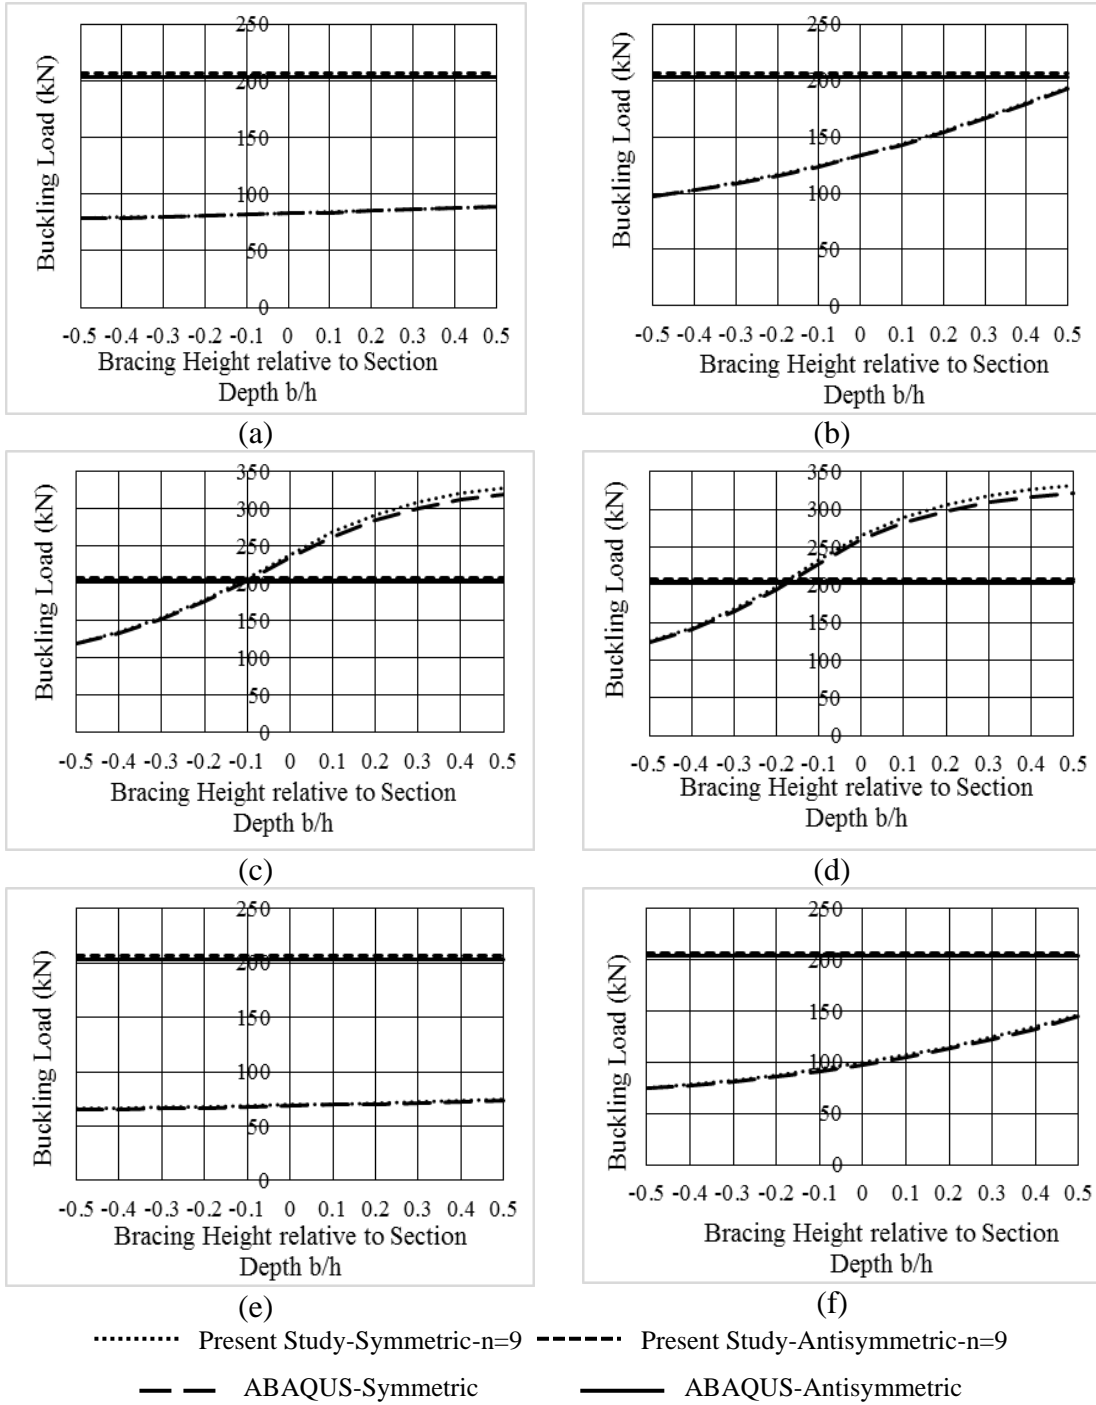 250
200
150
100
50
0
-0.5 -0.4 -0.3 -0.2 -0.1 0 0.1 0.2 0.3 0.4 0.5
Buckling Load (kN)
Bracing Height relative to Section
Depth b/h
(a)
250
200
150
100
50
0
-0.5 -0.4 -0.3 -0.2 -0.1 0 0.1 0.2 0.3 0.4 0.5
Buckling Load (kN)
Bracing Height relative to Section
Depth b/h
(b)
350
300
250
200
150
100
50
0
-0.5 -0.4 -0.3 -0.2 -0.1 0 0.1 0.2 0.3 0.4 0.5
Buckling Load (kN)
Bracing Height relative to Section
Depth b/h
(c)
350
300
250
200
150
100
50
0
-0.5 -0.4 -0.3 -0.2 -0.1 0 0.1 0.2 0.3 0.4 0.5
Buckling Load (kN)
Bracing Height relative to Section
Depth b/h
(d)
250
200
150
100
50
0
-0.5 -0.4 -0.3 -0.2 -0.1 0 0.1 0.2 0.3 0.4 0.5
Buckling Load (kN)
Bracing Height relative to Section
Depth b/h
(e)
250
200
150
100
50
0
-0.5 -0.4 -0.3 -0.2 -0.1 0 0.1 0.2 0.3 0.4 0.5
Buckling Load (kN)
Bracing Height relative to Section
Depth b/h
(f)
Present Study-Symmetric-n=9
Present Study-Antisymmetric-n=9
ABAQUS-Symmetric
ABAQUS-Antisymmetric